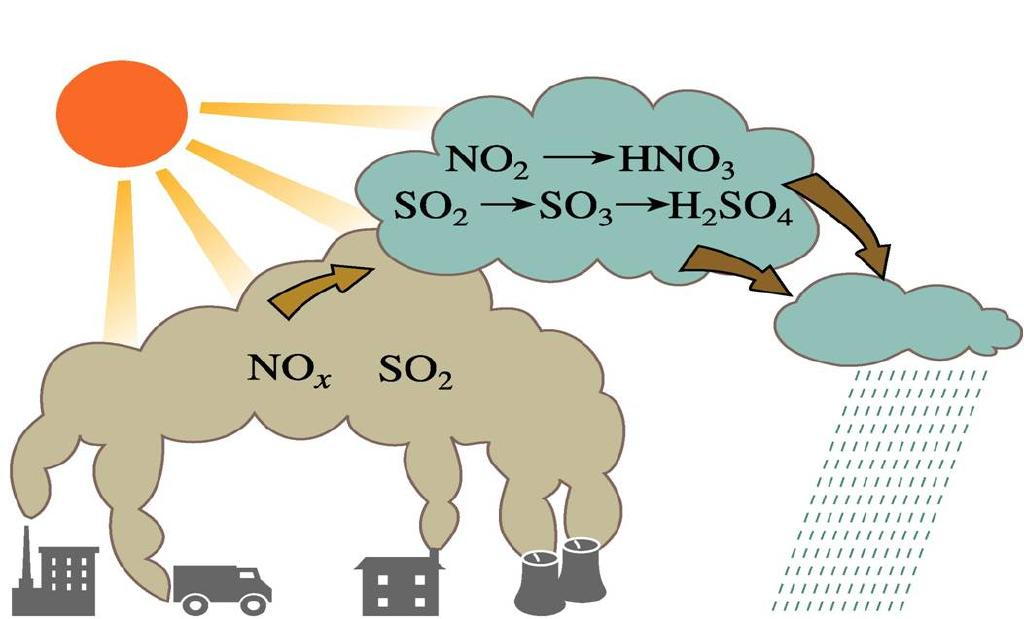 NO₂ → HNO₃
SO₂ → SO₃ → H₂SO₄
NOₓ SO₂